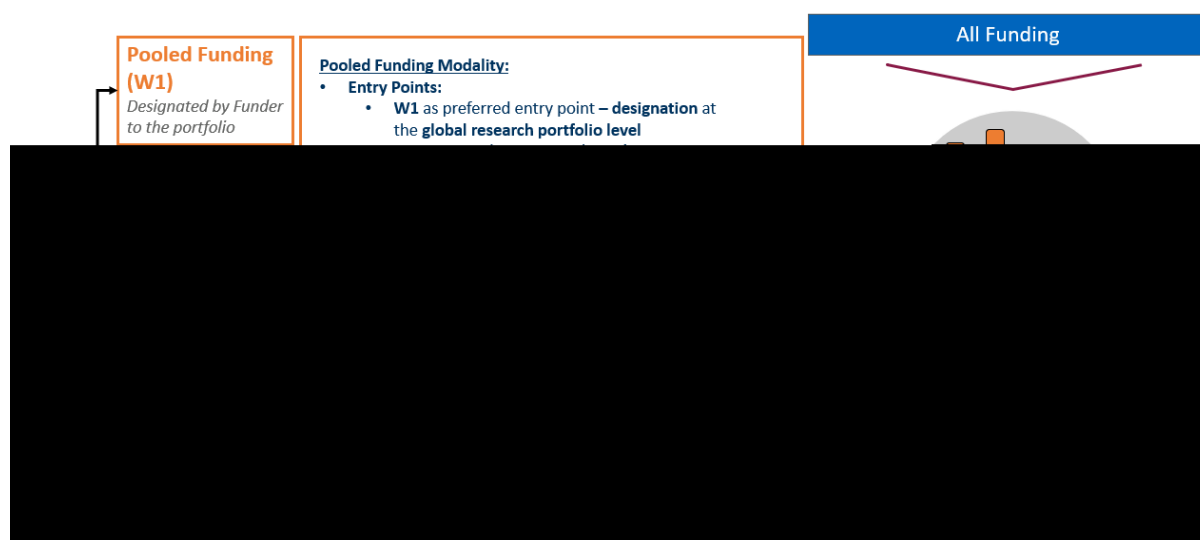 All Funding
Pooled Funding
(W1)
Designated by Funder
to the portfolio
Pooled Funding Modality:
• Entry Points:
• W1 as preferred entry point – designation at
the global research portfolio level